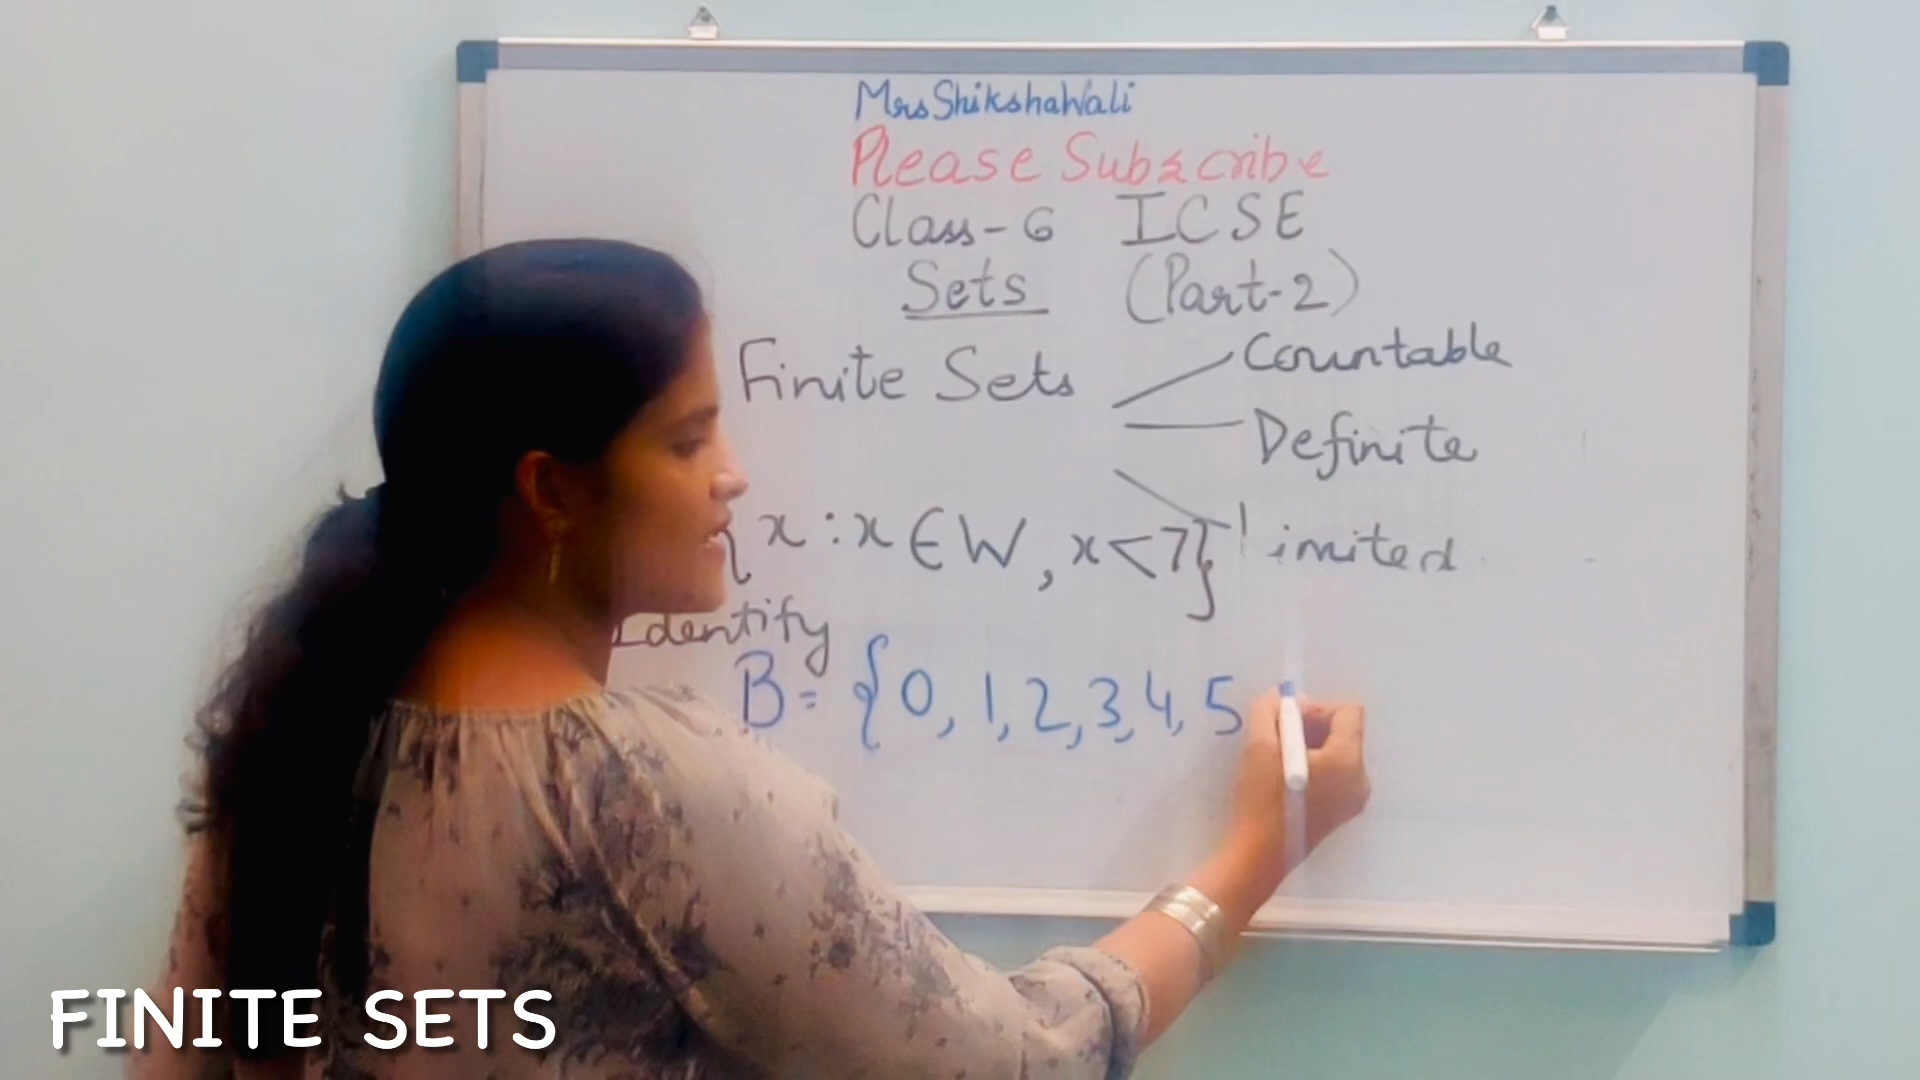 MrsShikshaWali
Please Subscribe
Class-6 ICSE
Sets (Part-2)
Finite Sets
Countable
Definite
limited
{x : x ∈ W, x < 7}
Identify
B = {0, 1, 2, 3, 4, 5
FINITE SETS